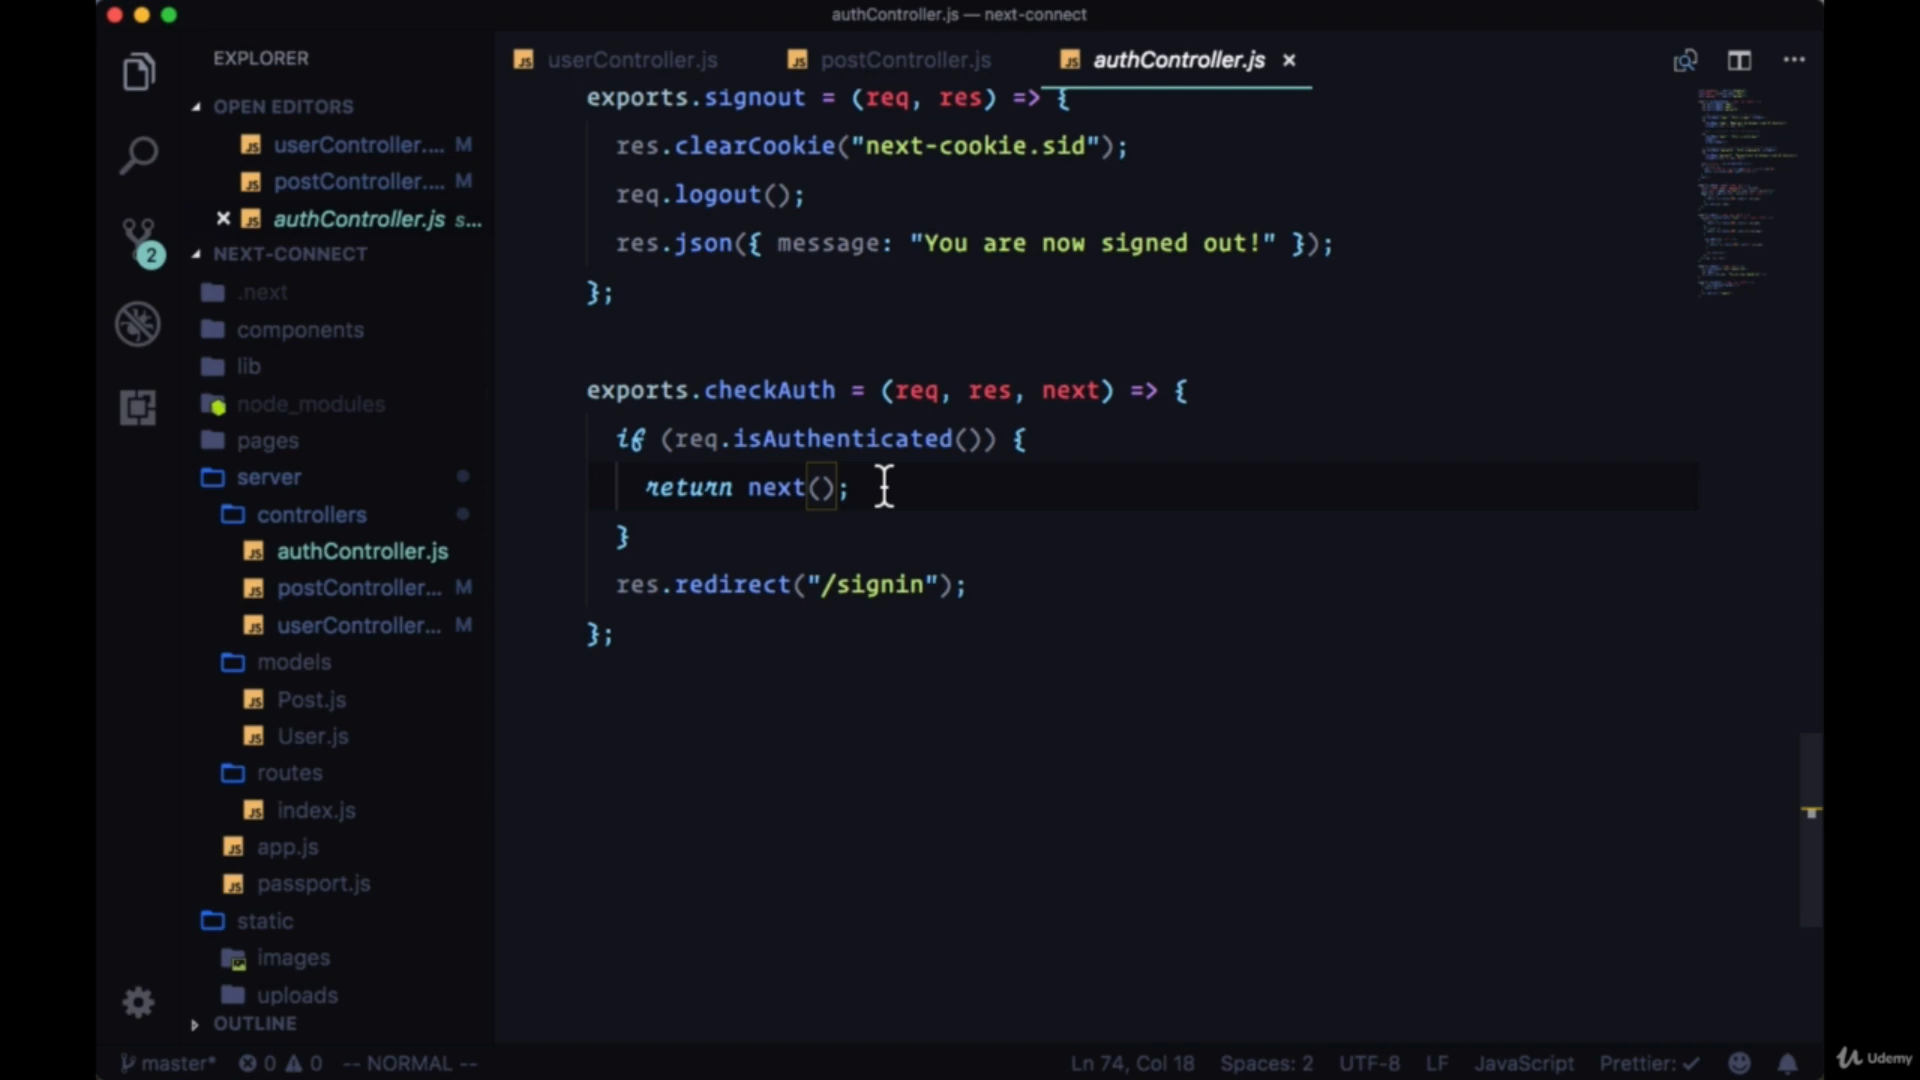 authController.js — next-connect
EXPLORER
OPEN EDITORS
userController.... M
postController.... M
authController.js s...
NEXT-CONNECT
.next
components
lib
node_modules
pages
server
controllers
authController.js
postController... M
userController... M
models
Post.js
User.js
routes
index.js
app.js
passport.js
static
images
uploads
OUTLINE
2
userController.js
postController.js
authController.js
exports.signout = (req, res) => {
res.clearCookie("next-cookie.sid");
req.logout();
res.json({ message: "You are now signed out!" });
};
exports.checkAuth = (req, res, next) => {
if (req.isAuthenticated()) {
return next();
}
res.redirect("/signin");
};
master* 0 0 -- NORMAL --
Ln 74, Col 18 Spaces: 2 UTF-8 LF JavaScript Prettier: ✓
Udemy